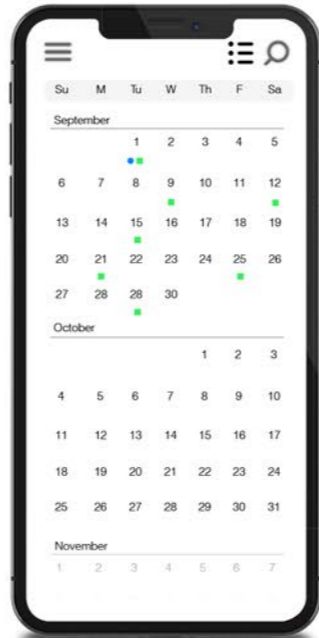 Su M Tu W Th F Sa
September
1 2 3 4 5
6 7 8 9 10 11 12
13 14 15 16 17 18 19
20 21 22 23 24 25 26
27 28 28 30
October
1 2 3
4 5 6 7 8 9 10
11 12 13 14 15 16 17
18 19 20 21 22 23 24
25 26 27 28 29 30 31
November
1 2 3 4 5 6 7